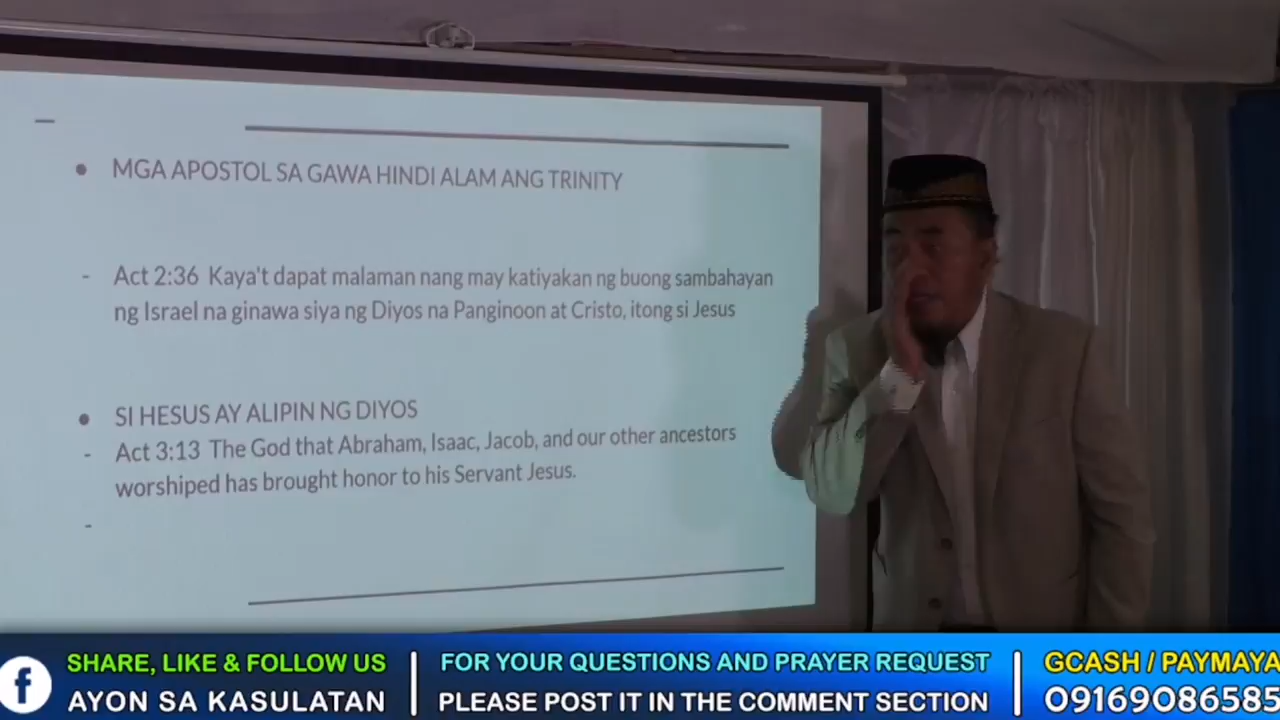 MGA APOSTOL SA GAWA HINDI ALAM ANG TRINITY
- Act 2:36 Kaya't dapat malaman nang may katiyakan ng buong sambahayan
ng Israel na ginawa siya ng Diyos na Panginoon at Cristo, itong si Jesus
SI HESUS AY ALIPIN NG DIYOS
- Act 3:13 The God that Abraham, Isaac, Jacob, and our other ancestors
worshiped has brought honor to his Servant Jesus.
-
f
SHARE, LIKE & FOLLOW US
AYON SA KASULATAN
FOR YOUR QUESTIONS AND PRAYER REQUEST
PLEASE POST IT IN THE COMMENT SECTION
GCASH / PAYMAYA
09169086585